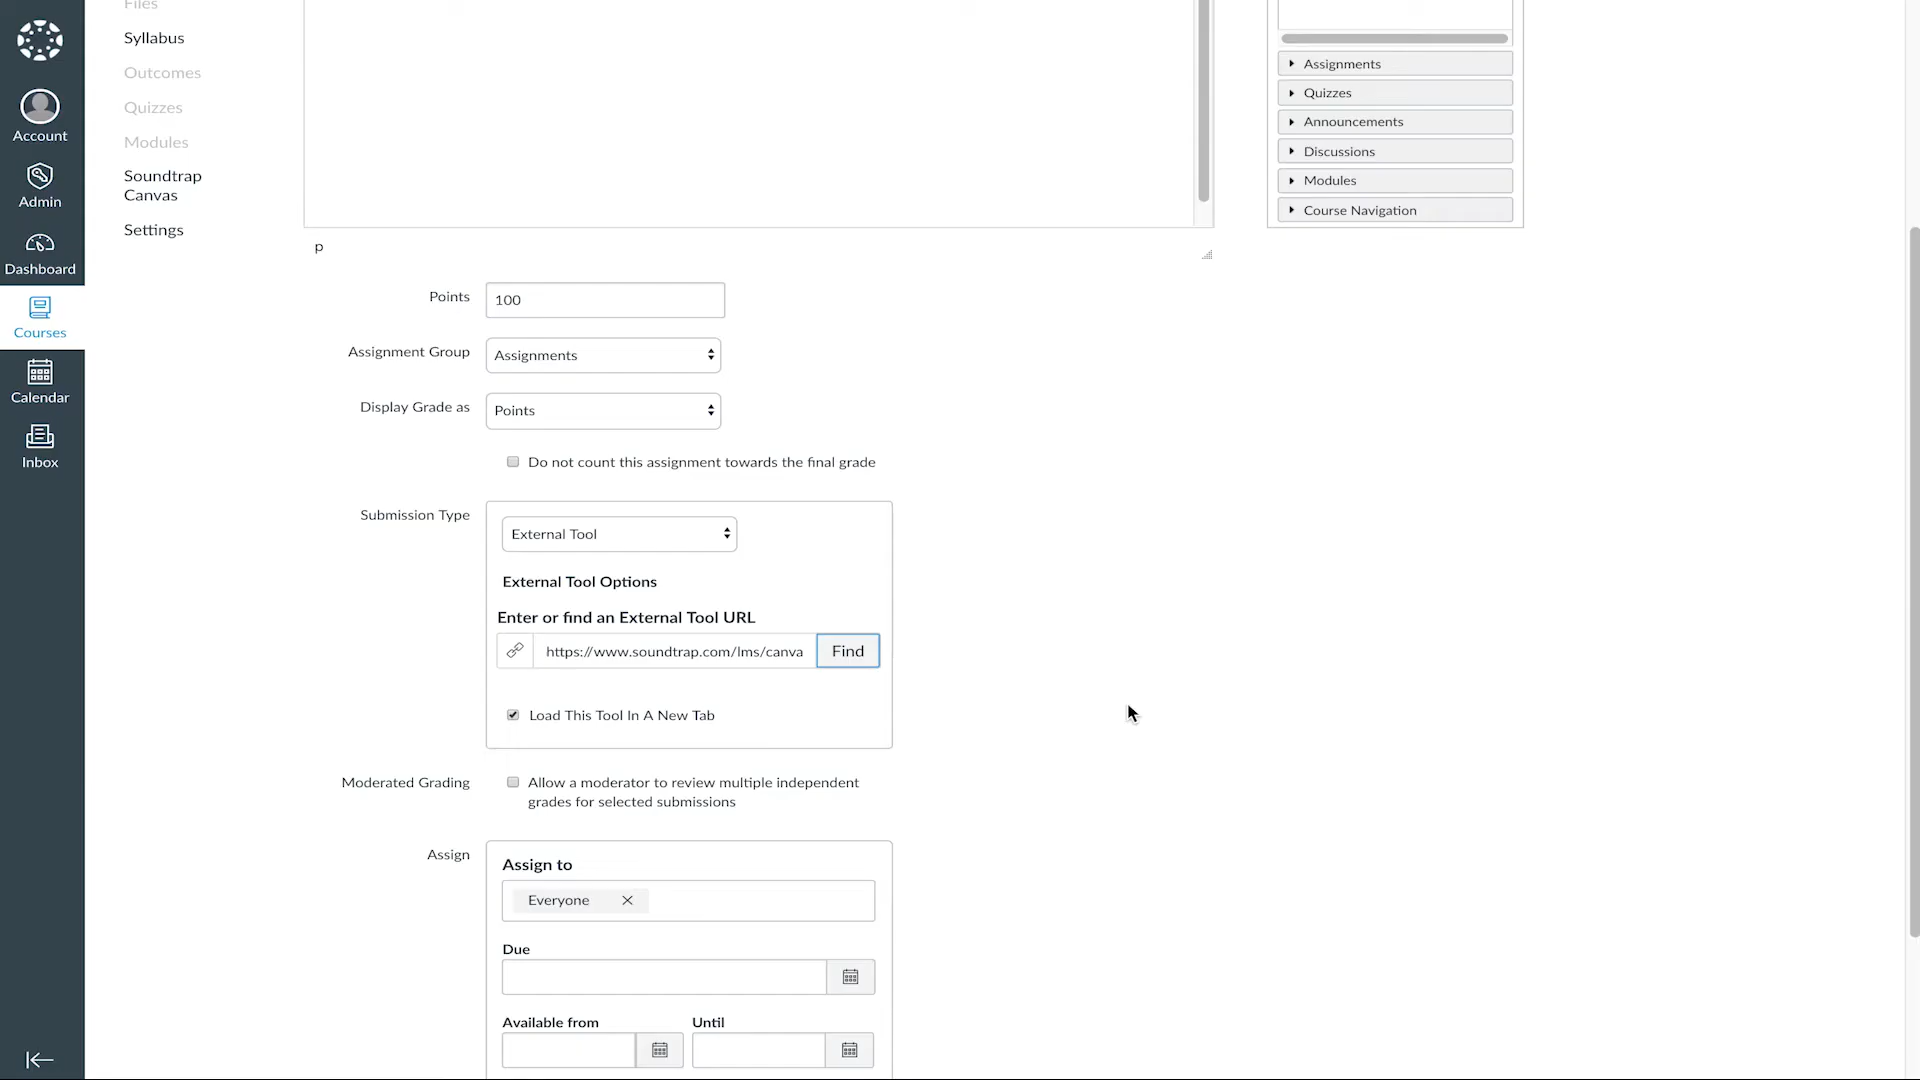 Files
Syllabus
Outcomes
Quizzes
Modules
Soundtrap
Canvas
Settings
Account
Admin
Dashboard
Courses
Calendar
Inbox
Assignments
Quizzes
Announcements
Discussions
Modules
Course Navigation
p
Points
100
Assignment Group
Assignments
Display Grade as
Points
Do not count this assignment towards the final grade
Submission Type
External Tool
External Tool Options
Enter or find an External Tool URL
https://www.soundtrap.com/lms/canva
Find
Load This Tool In A New Tab
Moderated Grading
Allow a moderator to review multiple independent
grades for selected submissions
Assign
Assign to
Everyone
Due
Available from
Until